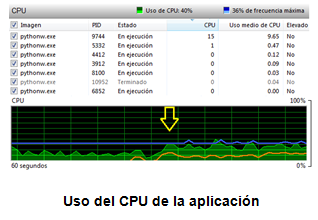 CPU Uso de CPU: 40% 36% de frecuencia máxima
Imagen PID Estado CPU Uso medio de CPU Elevado
pythonw.exe 9744 En ejecución 15 9.65 No
pythonw.exe 5332 En ejecución 1 0.47 No
pythonw.exe 4412 En ejecución 0 0.12 No
pythonw.exe 3912 En ejecución 0 0.09 No
pythonw.exe 8100 En ejecución 0 0.03 No
pythonw.exe 10952 Terminado 0 0.04 No
pythonw.exe 6852 En ejecución 0 0.00 No
CPU 100%
60 segundos 0%
Uso del CPU de la aplicación